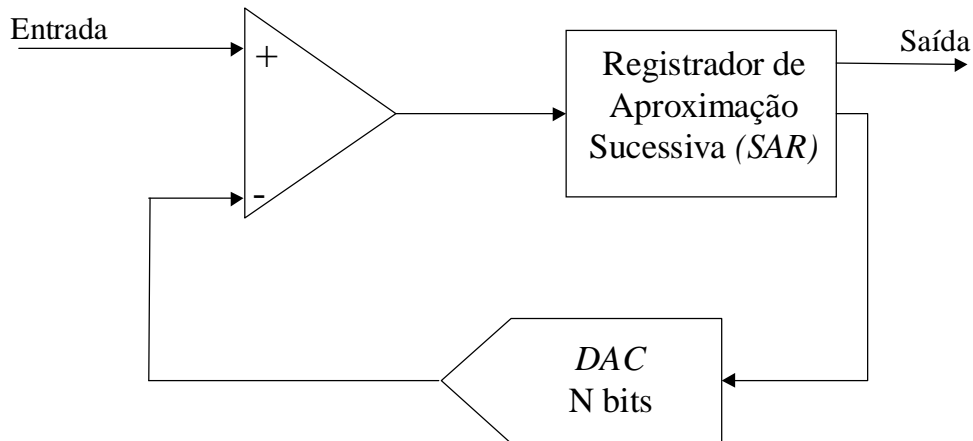 Entrada
+
-
Registrador de
Aproximação
Sucessiva (SAR)
Saída
DAC
N bits